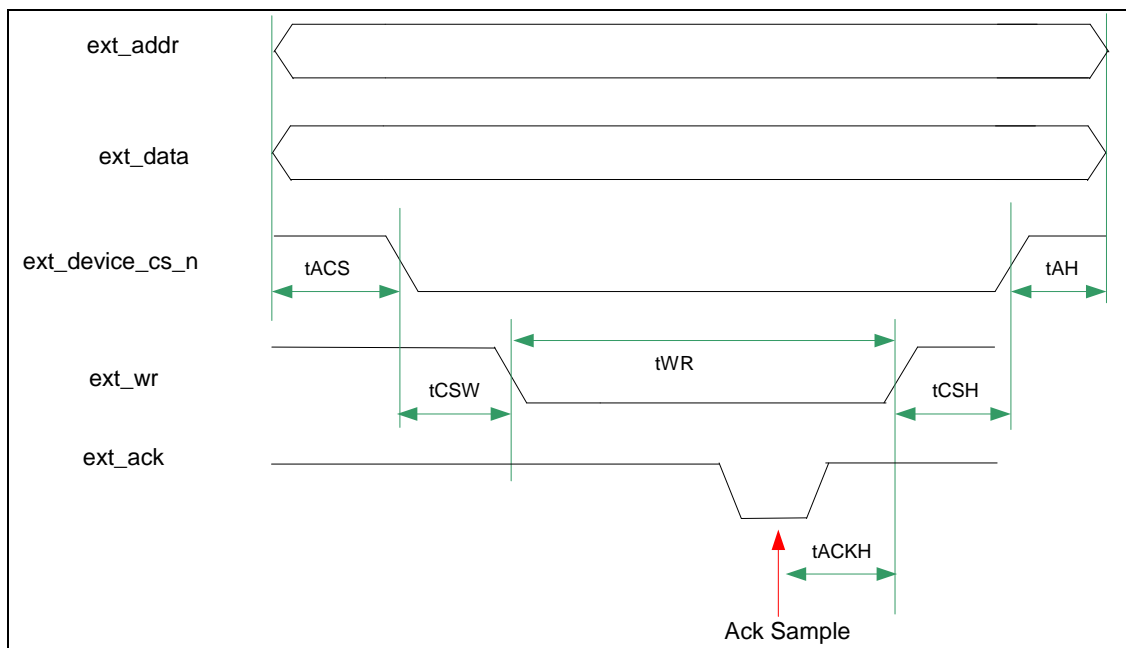 ext_addr
ext_data
ext_device_cs_n
tACS
tAH
ext_wr
tWR
tCSW
tCSH
ext_ack
tACKH
Ack Sample